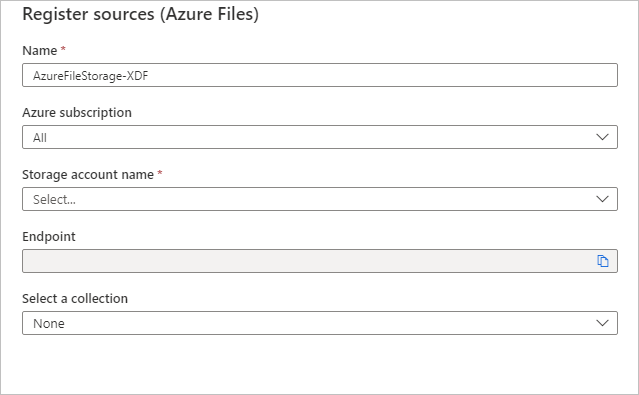 Register sources (Azure Files)
Name *
AzureFileStorage-XDF
Azure subscription
All
Storage account name *
Select...
Endpoint
Select a collection
None